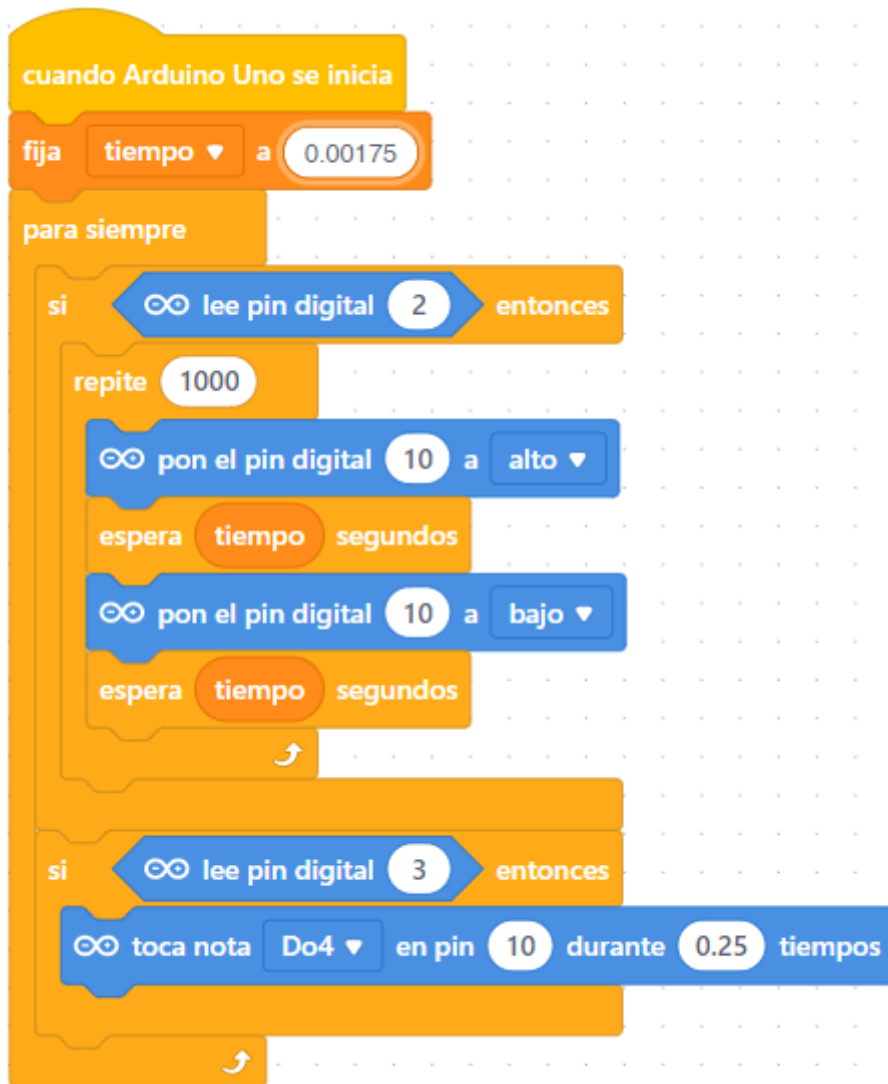 cuando Arduino Uno se inicia
fija tiempo a 0.00175
para siempre
si lee pin digital 2 entonces
repite 1000
pon el pin digital 10 a alto
espera tiempo segundos
pon el pin digital 10 a bajo
espera tiempo segundos
si lee pin digital 3 entonces
toca nota Do4 en pin 10 durante 0.25 tiempos